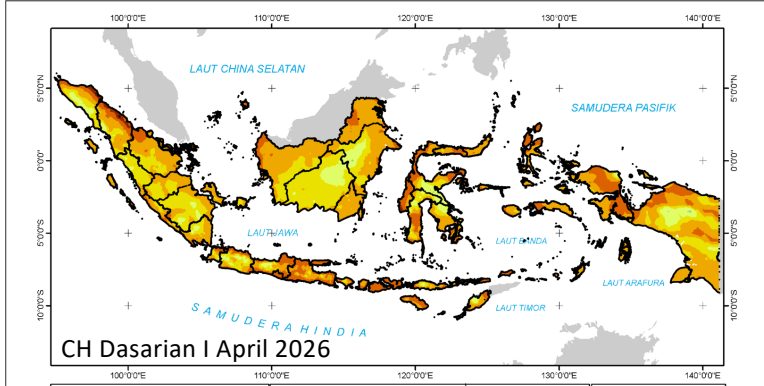 100°0'0"E 110°0'0"E 120°0'0"E 130°0'0"E 140°0'0"E
LAUT CHINA SELATAN
5°0'0"N 5°0'0"N
SAMUDERA PASIFIK
0°0'0" 0°0'0"
5°0'0"S 5°0'0"S
LAUT JAWA
LAUT BANDA
LAUT ARAFURA
10°0'0"S 10°0'0"S
LAUT TIMOR
SAMUDERA HINDIA
CH Dasarian I April 2026
100°0'0"E 110°0'0"E 120°0'0"E 130°0'0"E 140°0'0"E